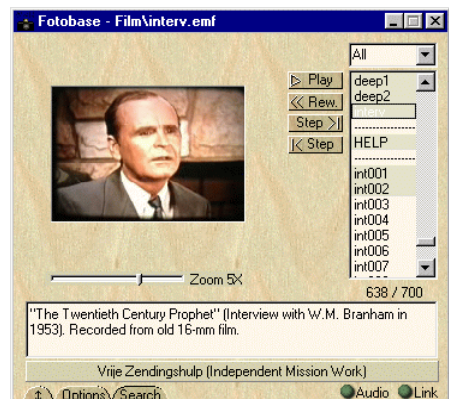 Fotobase - Film\interv.emf
All
Play
Rew.
Step
Step
deep1
deep2
interv
HELP
int001
int002
int003
int004
int005
int006
int007
Zoom 5X
638 / 700
"The Twentieth Century Prophet" (Interview with W.M. Branham in
1953). Recorded from old 16-mm film.
Vrije Zendingshulp (Independent Mission Work)
Options
Search
Audio
Link